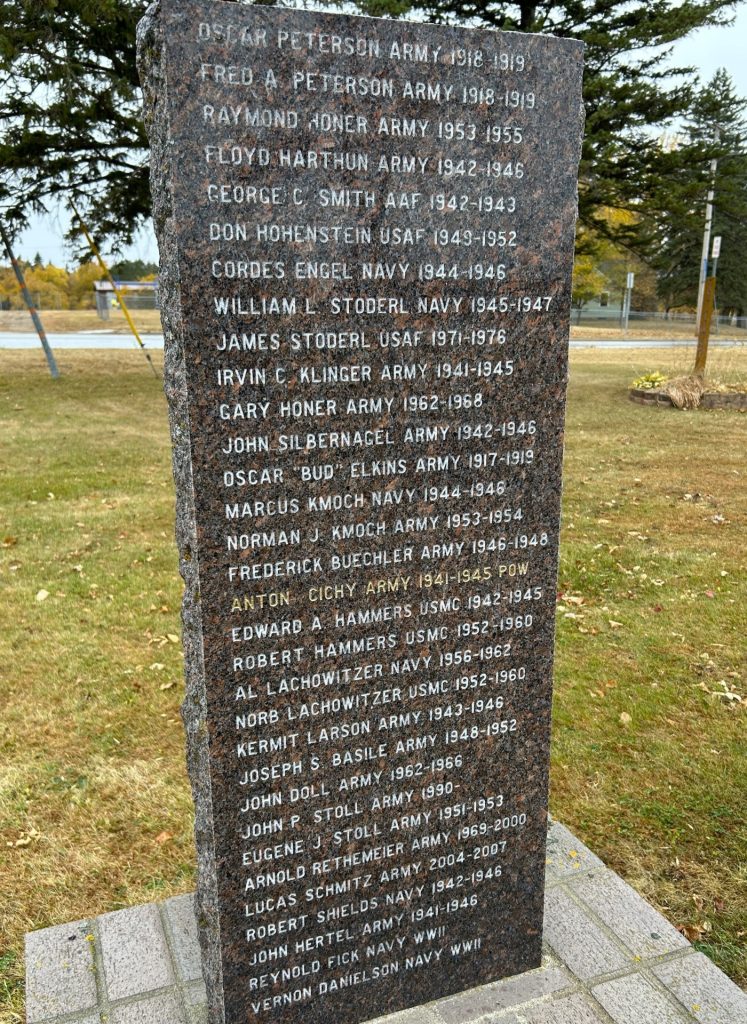 OSCAR PETERSON ARMY 1918-1919
FRED A. PETERSON ARMY 1918-1919
RAYMOND HONER ARMY 1953 1955
FLOYD HARTHUN ARMY 1942-1946
GEORGE C. SMITH AAF 1942-1943
DON HOHENSTEIN USAF 1949-1952
CORDES ENGEL NAVY 1944-1946
WILLIAM L. STODERL NAVY 1945-1947
JAMES STODERL USAF 1971-1976
IRVIN C. KLINGER ARMY 1941-1945
GARY HONER ARMY 1962-1968
JOHN SILBERNAGEL ARMY 1942-1946
OSCAR "BUD" ELKINS ARMY 1917-1919
MARCUS KMOCH NAVY 1944-1946
NORMAN J. KMOCH ARMY 1953-1954
FREDERICK BUECHLER ARMY 1946-1948
ANTON CICHY ARMY 1941-1945 POW
EDWARD A. HAMMERS USMC 1942-1945
ROBERT HAMMERS USMC 1952-1960
AL LACHOWITZER NAVY 1956-1962
NORB LACHOWITZER USMC 1952-1960
KERMIT LARSON ARMY 1943-1946
JOSEPH S. BASILE ARMY 1948-1952
JOHN DOLL ARMY 1962-1966
JOHN P. STOLL ARMY 1990-
EUGENE J. STOLL ARMY 1951-1953
ARNOLD RETHEMEIER ARMY 1969-2000
LUCAS SCHMITZ ARMY 2004-2007
ROBERT SHIELDS NAVY 1942-1946
JOHN HERTEL ARMY 1941-1946
REYNOLD FICK NAVY WWII
VERNON DANIELSON NAVY WWII